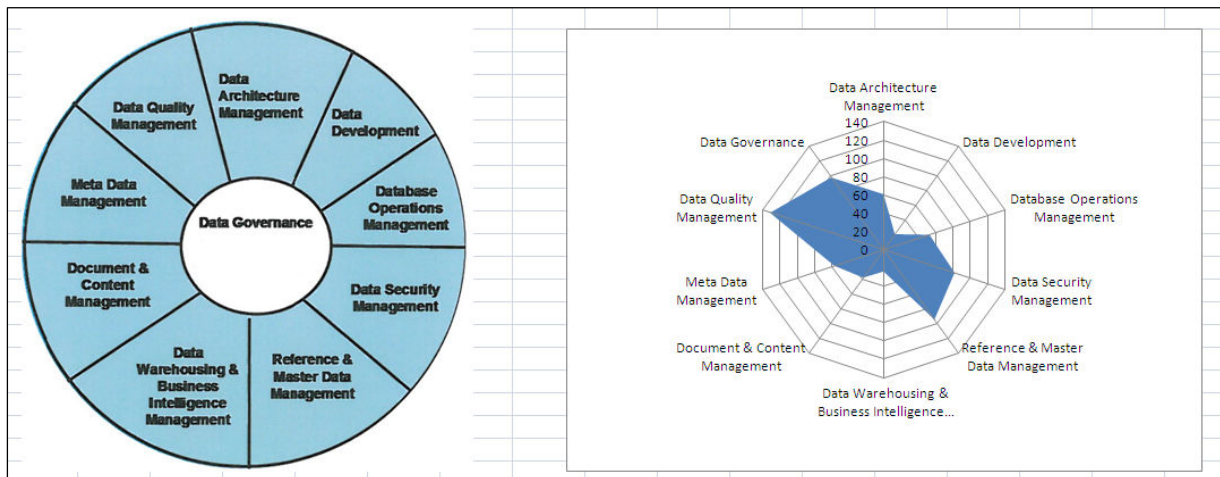 Data
Architecture
Management
Data
Development
Database
Operations
Management
Data Security
Management
Reference &
Master Data
Management
Data
Warehousing &
Business
Intelligence
Management
Document &
Content
Management
Meta Data
Management
Data Quality
Management
Data Governance
Data Architecture
Management
Data Development
Database Operations
Management
Data Security
Management
Reference & Master
Data Management
Data Warehousing &
Business Intelligence...
Document & Content
Management
Meta Data
Management
Data Quality
Management
Data Governance
140
120
100
80
60
40
20
0